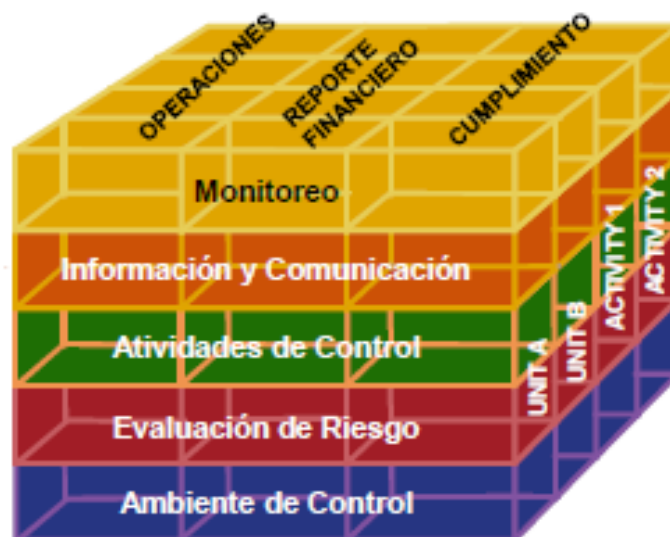 OPERACIONES
REPORTE
FINANCIERO
CUMPLIMIENTO
Monitoreo
Información y Comunicación
Atividades de Control
Evaluación de Riesgo
Ambiente de Control
UNIT A
UNIT B
ACTIVITY 1
ACTIVITY 2